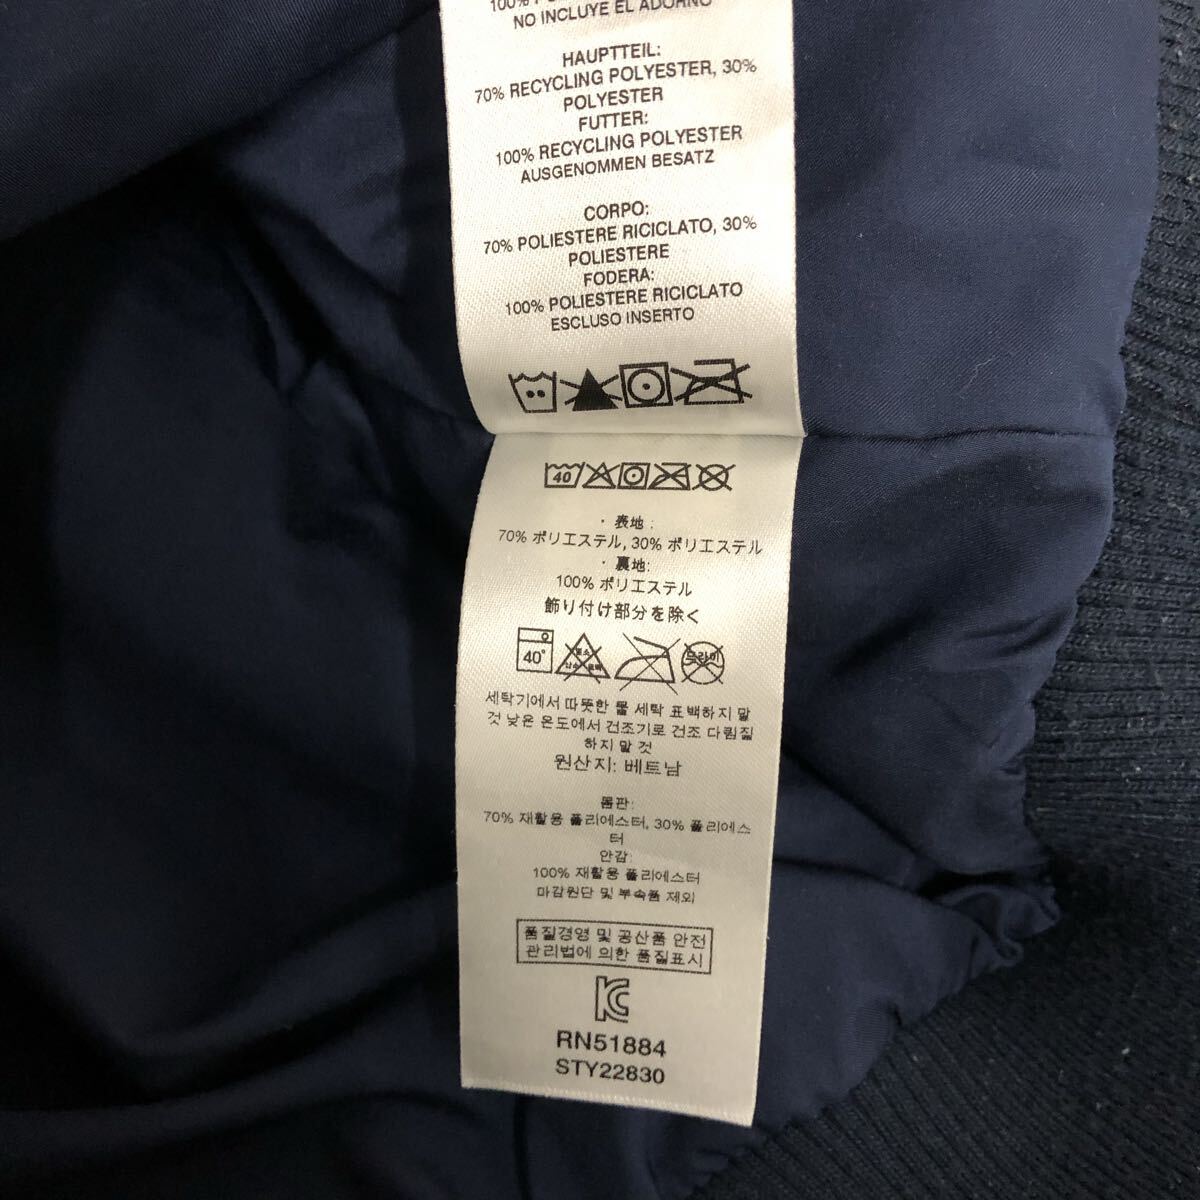 100%
NO INCLUYE EL ADORNO
HAUPTTEIL:
70% RECYCLING POLYESTER, 30%
POLYESTER
FUTTER:
100% RECYCLING POLYESTER
AUSGENOMMEN BESATZ
CORPO:
70% POLIESTERE RICICLATO, 30%
POLIESTERE
FODERA:
100% POLIESTERE RICICLATO
ESCLUSO INSERTO
40
・表地 :
70% ポリエステル, 30% ポリエステル
・裏地:
100% ポリエステル
飾り付け部分を除く
40°
드라이
세탁기에서 따뜻한 물 세탁 표백하지 말
것 낮은 온도에서 건조기로 건조 다림질
하지 말 것
원산지: 베트남
몸판:
70% 재활용 폴리에스터, 30% 폴리에스
터
안감:
100% 재활용 폴리에스터
마감원단 및 부속품 제외
품질경영 및 공산품 안전
관리법에 의한 품질표시
KC
RN51884
STY22830